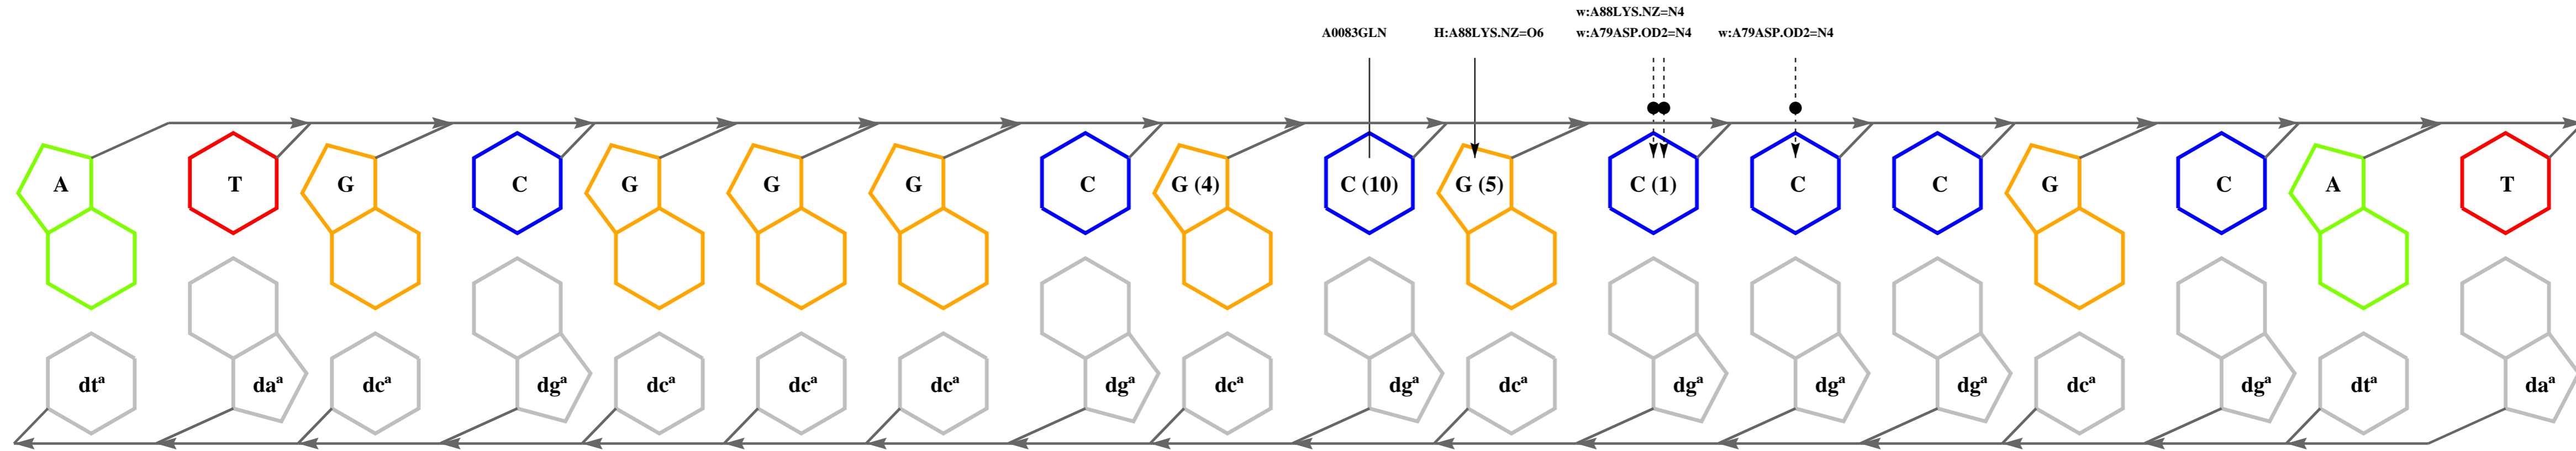 w:A88LYS.NZ=N4
A0083GLN H:A88LYS.NZ=O6 w:A79ASP.OD2=N4 w:A79ASP.OD2=N4
A T G C G G G C G (4) C (10) G (5) C (1) C C G C A T
dtᵃ daᵃ dcᵃ dgᵃ dcᵃ dcᵃ dcᵃ dgᵃ dcᵃ dgᵃ dcᵃ dgᵃ dgᵃ dgᵃ dcᵃ dgᵃ dtᵃ daᵃ